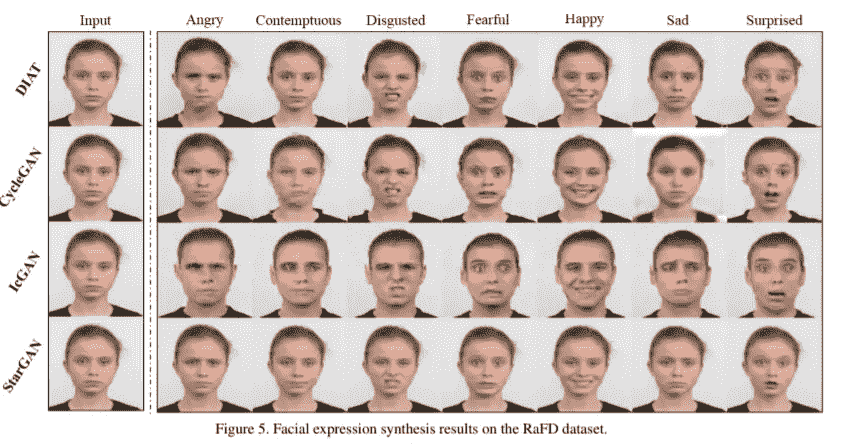 Input Angry Contemptuous Disgusted Fearful Happy Sad Surprised
DIAT
CycleGAN
IcGAN
StarGAN
Figure 5. Facial expression synthesis results on the RaFD dataset.